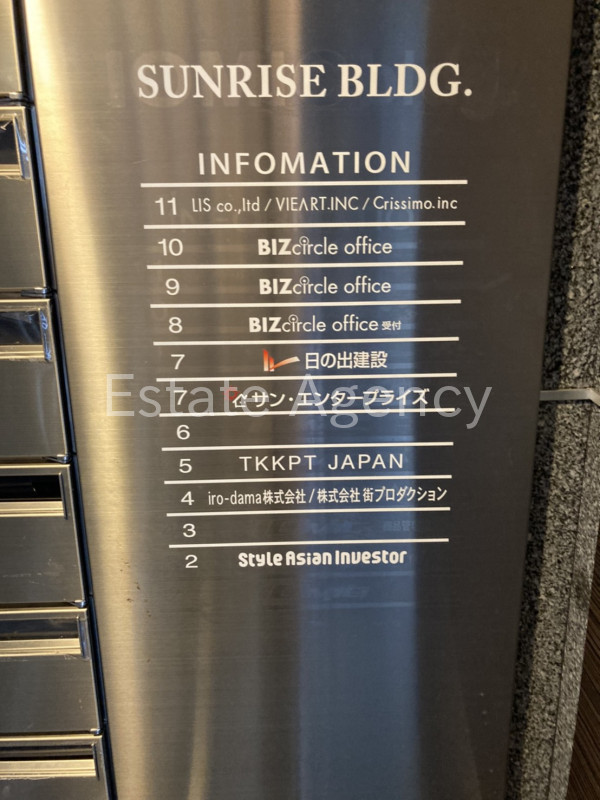 SUNRISE BLDG.
INFOMATION
11 LIS co.,ltd / VIEART.INC / Crissimo.inc
10 BIZcircle office
9 BIZcircle office
8 BIZcircle office 受付
7 日の出建設
7 サン・エンタープライズ
Estate Agency
6
5 TKKPT JAPAN
4 iro-dama株式会社 / 株式会社 街プロダクション
3
2 Style Asian Investor